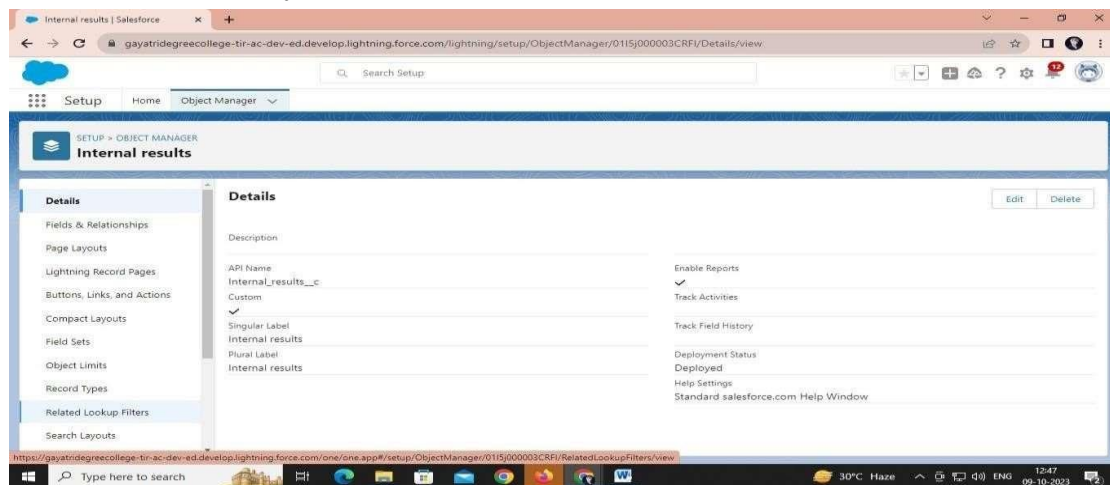 Internal results | Salesforce
gayatridegreecollege-tir-ac-dev-ed.develop.lightning.force.com/lightning/setup/ObjectManager/01I5j000003CRFI/Details/view
Search Setup
12
Setup Home Object Manager
SETUP > OBJECT MANAGER
Internal results
Details
Fields & Relationships
Page Layouts
Lightning Record Pages
Buttons, Links, and Actions
Compact Layouts
Field Sets
Object Limits
Record Types
Related Lookup Filters
Search Layouts
Details
Edit Delete
Description
API Name
Internal_results__c
Custom
Singular Label
Internal results
Plural Label
Internal results
Enable Reports
Track Activities
Track Field History
Deployment Status
Deployed
Help Settings
Standard salesforce.com Help Window
https://gayatridegreecollege-tir-ac-dev-ed.develop.lightning.force.com/one/one.app#/setup/ObjectManager/01I5j000003CRFI/RelatedLookupFilters/view
Type here to search
W
30°C Haze
ENG
12:47
09-10-2023
2